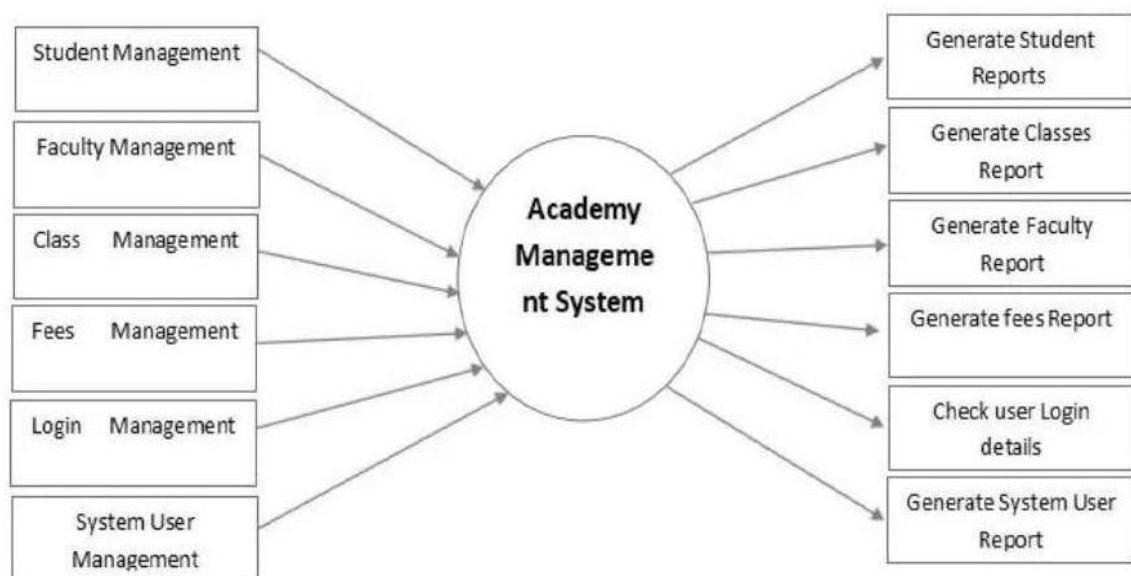 Student Management
Faculty Management
Class Management
Fees Management
Login Management
System User
Management
Academy
Manageme
nt System
Generate Student
Reports
Generate Classes
Report
Generate Faculty
Report
Generate fees Report
Check user Login
details
Generate System User
Report